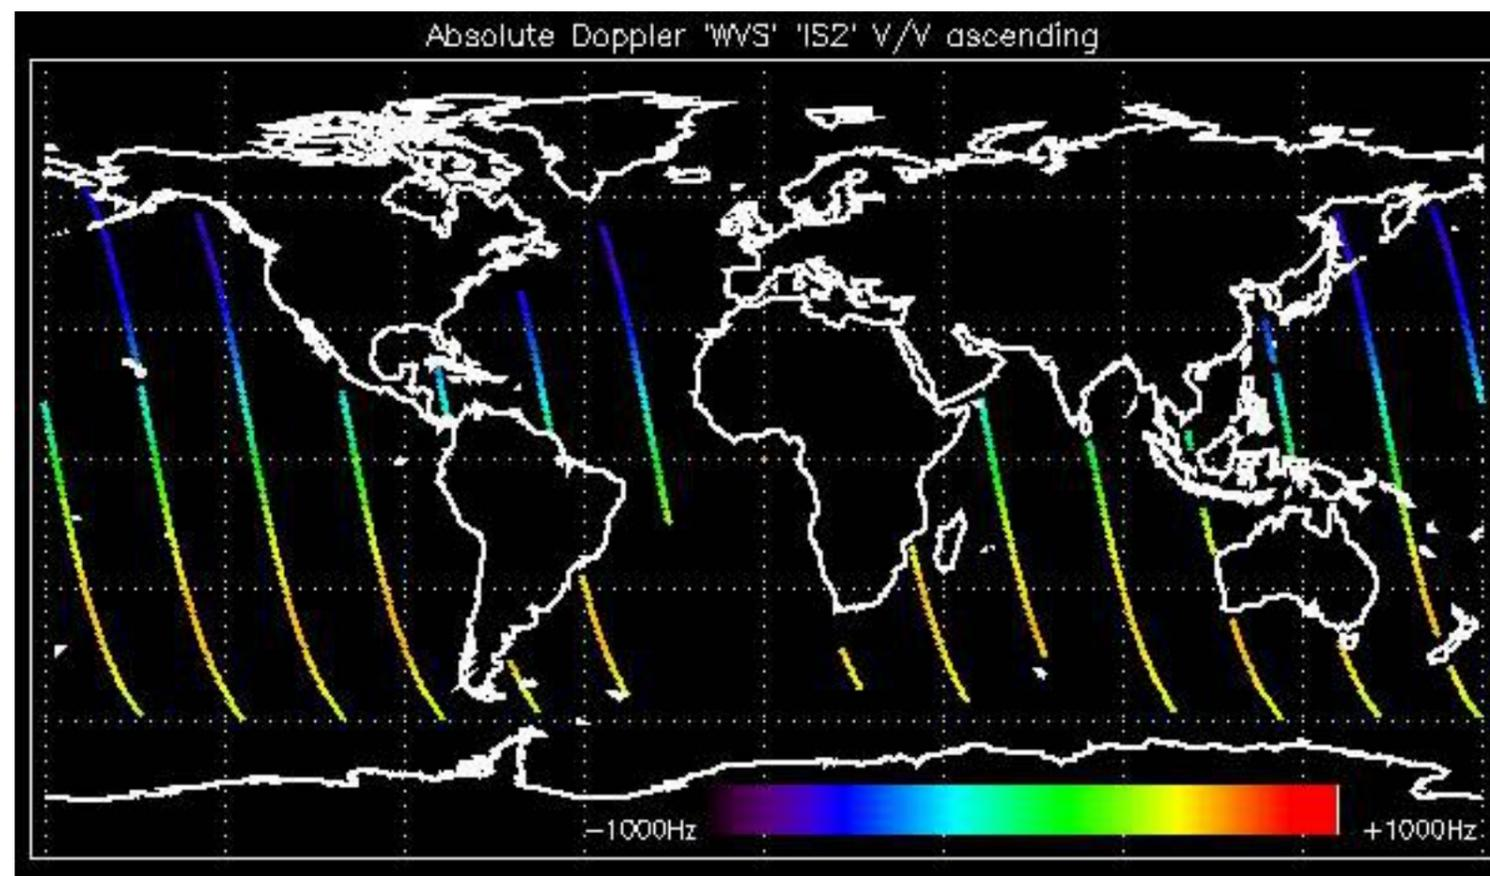 Absolute Doppler 'WVS' 'IS2' V/V ascending
−1000Hz
+1000Hz